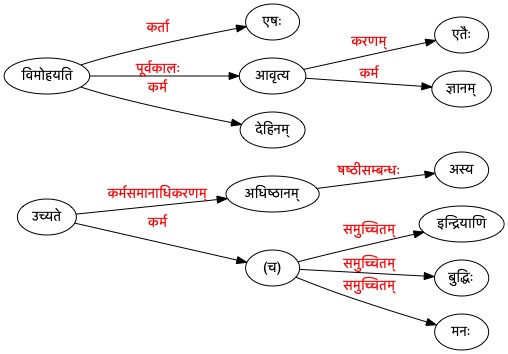 कर्ता
एषः
करणम्
एतैः
विमोहयति
पूर्वकालः
आवृत्य
कर्म
कर्म
ज्ञानम्
देहिनम्
षष्ठीसम्बन्धः
अस्य
कर्मसमानाधिकरणम्
अधिष्ठानम्
उच्यते
कर्म
समुच्चितम्
इन्द्रियाणि
(च)
समुच्चितम्
बुद्धिः
समुच्चितम्
मनः